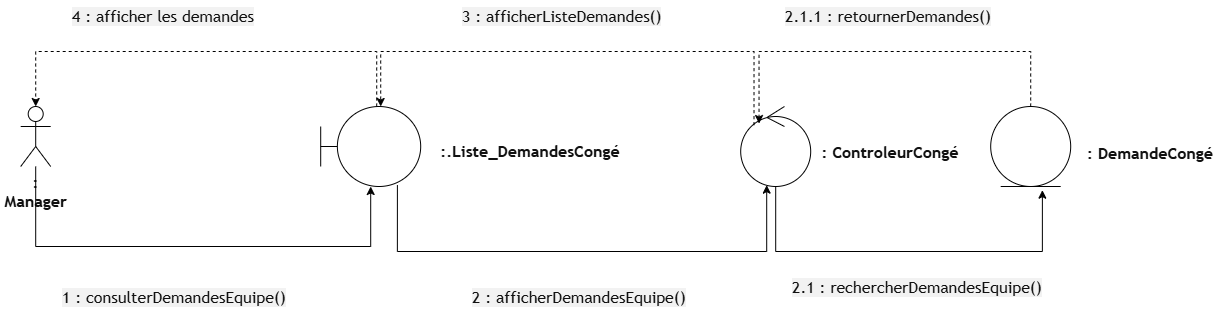 4 : afficher les demandes
3 : afficherListeDemandes()
2.1.1 : retournerDemandes()
:.Liste_DemandesCongé
: ControleurCongé
: DemandeCongé
:
Manager
1 : consulterDemandesEquipe()
2 : afficherDemandesEquipe()
2.1 : rechercherDemandesEquipe()